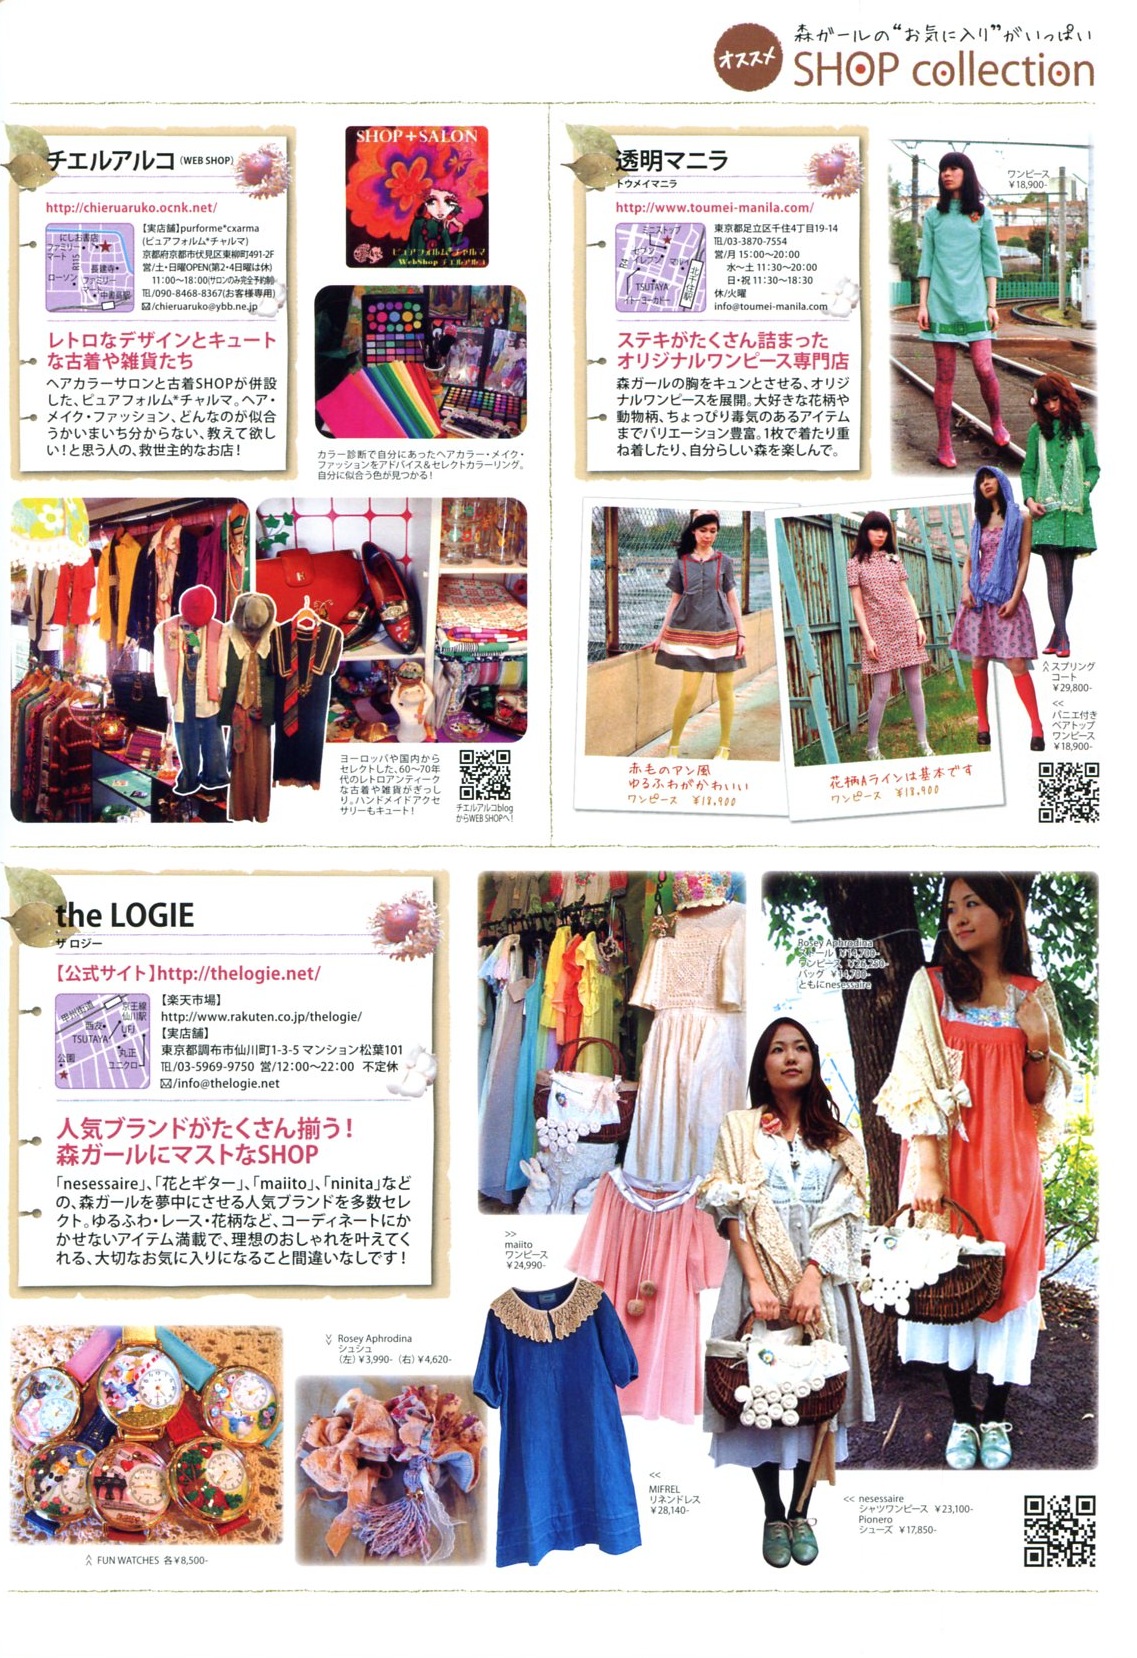 オススメ
森ガールの“お気に入り”がいっぱい
SHOP collection
チエルアルコ (WEB SHOP)
http://chieruaruko.ocnk.net/
にしお書店
ファミリー
マート
R115
長建寺
ローソン
ファミリー
マート
中書島駅
【実店舗】purforme*cxarma
(ピュアフォルム*チャルマ)
京都府京都市伏見区東柳町491-2F
営/土・日曜OPEN(第2・4日曜は休)
11:00〜18:00(サロンのみ完全予約制)
TEL/090-8468-8367(お客様専用)
✉/chieruaruko@ybb.ne.jp
レトロなデザインとキュート
な古着や雑貨たち
ヘアカラーサロンと古着SHOPが併設
した、ピュアフォルム*チャルマ。ヘア・
メイク・ファッション、どんなのが似合
うかいまいち分からない、教えて欲し
い！と思う人の、救世主的なお店！
SHOP+SALON
ピュアフォルム*チャルマ
WebShop チエルアルコ
カラー診断で自分にあったヘアカラー・メイク・
ファッションをアドバイス＆セレクトカラーリング。
自分に似合う色が見つかる！
ヨーロッパや国内から
セレクトした、60〜70年
代のレトロアンティーク
な古着や雑貨がぎっし
り。ハンドメイドアクセ
サリーもキュート！
チエルアルコblog
からWEB SHOPへ！
透明マニラ
トウメイマニラ
http://www.toumei-manila.com/
ミニストップ
セブン
イレブン
マルイ
TSUTAYA
イトーヨーカドー
北千住駅
東京都足立区千住4丁目19-14
TEL/03-3870-7554
営/月 15:00〜20:00
水〜土 11:30〜20:00
日・祝 11:30〜18:30
休/火曜
info@toumei-manila.com
ステキがたくさん詰まった
オリジナルワンピース専門店
森ガールの胸をキュンとさせる、オリジ
ナルワンピースを展開。大好きな花柄や
動物柄、ちょっぴり毒気のあるアイテム
までバリエーション豊富。1枚で着たり重
ね着したり、自分らしい森を楽しんで。
ワンピース
¥18,900-
赤毛のアン風
ゆるふわがかわいい
ワンピース ¥18,900
花柄Aラインは基本です
ワンピース ¥18,900
スプリング
コート
¥29,800-
<<
パニエ付き
ベアトップ
ワンピース
¥18,900-
the LOGIE
ザ ロジー
【公式サイト】http://thelogie.net/
甲州街道
京王線
仙川駅
西友
UFJ
TSUTAYA
丸正
公園
ユニクロ
【楽天市場】
http://www.rakuten.co.jp/thelogie/
【実店舗】
東京都調布市仙川町1-3-5 マンション松葉101
TEL/03-5969-9750 営/12:00〜22:00 不定休
✉/info@thelogie.net
人気ブランドがたくさん揃う！
森ガールにマストなSHOP
「nesessaire」、「花とギター」、「maiito」、「ninita」など
の、森ガールを夢中にさせる人気ブランドを多数セレ
クト。ゆるふわ・レース・花柄など、コーディネートにか
かせないアイテム満載で、理想のおしゃれを叶えてく
れる、大切なお気に入りになること間違いなしです！
Rosey Aphrodina
ストール ¥14,700-
ワンピース ¥26,250-
バッグ ¥14,700-
ともにnesessaire
>>
maiito
ワンピース
¥24,990-
Rosey Aphrodina
シュシュ
(左)¥3,990- (右)¥4,620-
<<
MIFREL
リネンドレス
¥28,140-
<< nesessaire
シャツワンピース ¥23,100-
Pionero
シューズ ¥17,850-
FUN WATCHES 各¥8,500-